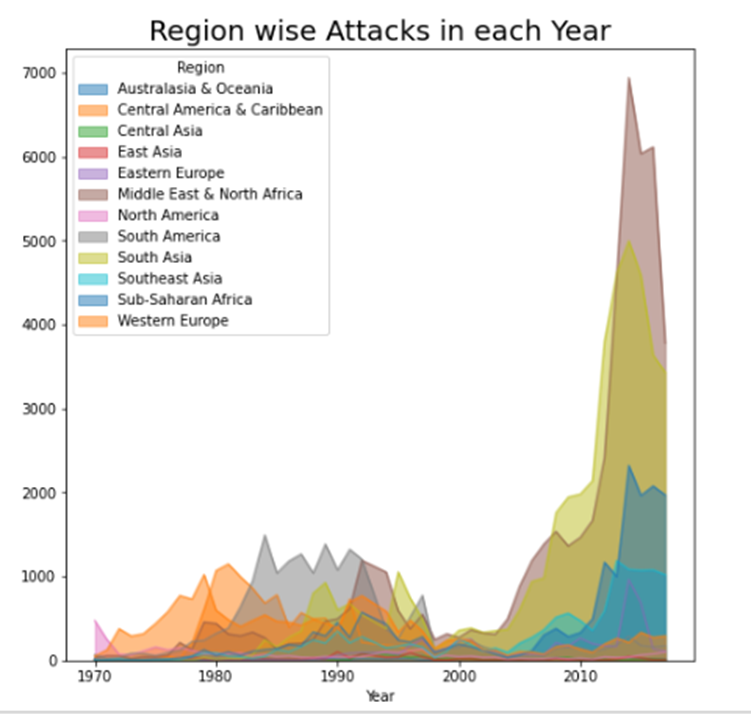 Region wise Attacks in each Year
7000
6000
5000
4000
3000
2000
1000
0
Region
Australasia & Oceania
Central America & Caribbean
Central Asia
East Asia
Eastern Europe
Middle East & North Africa
North America
South America
South Asia
Southeast Asia
Sub-Saharan Africa
Western Europe
1970 1980 1990 2000 2010
Year